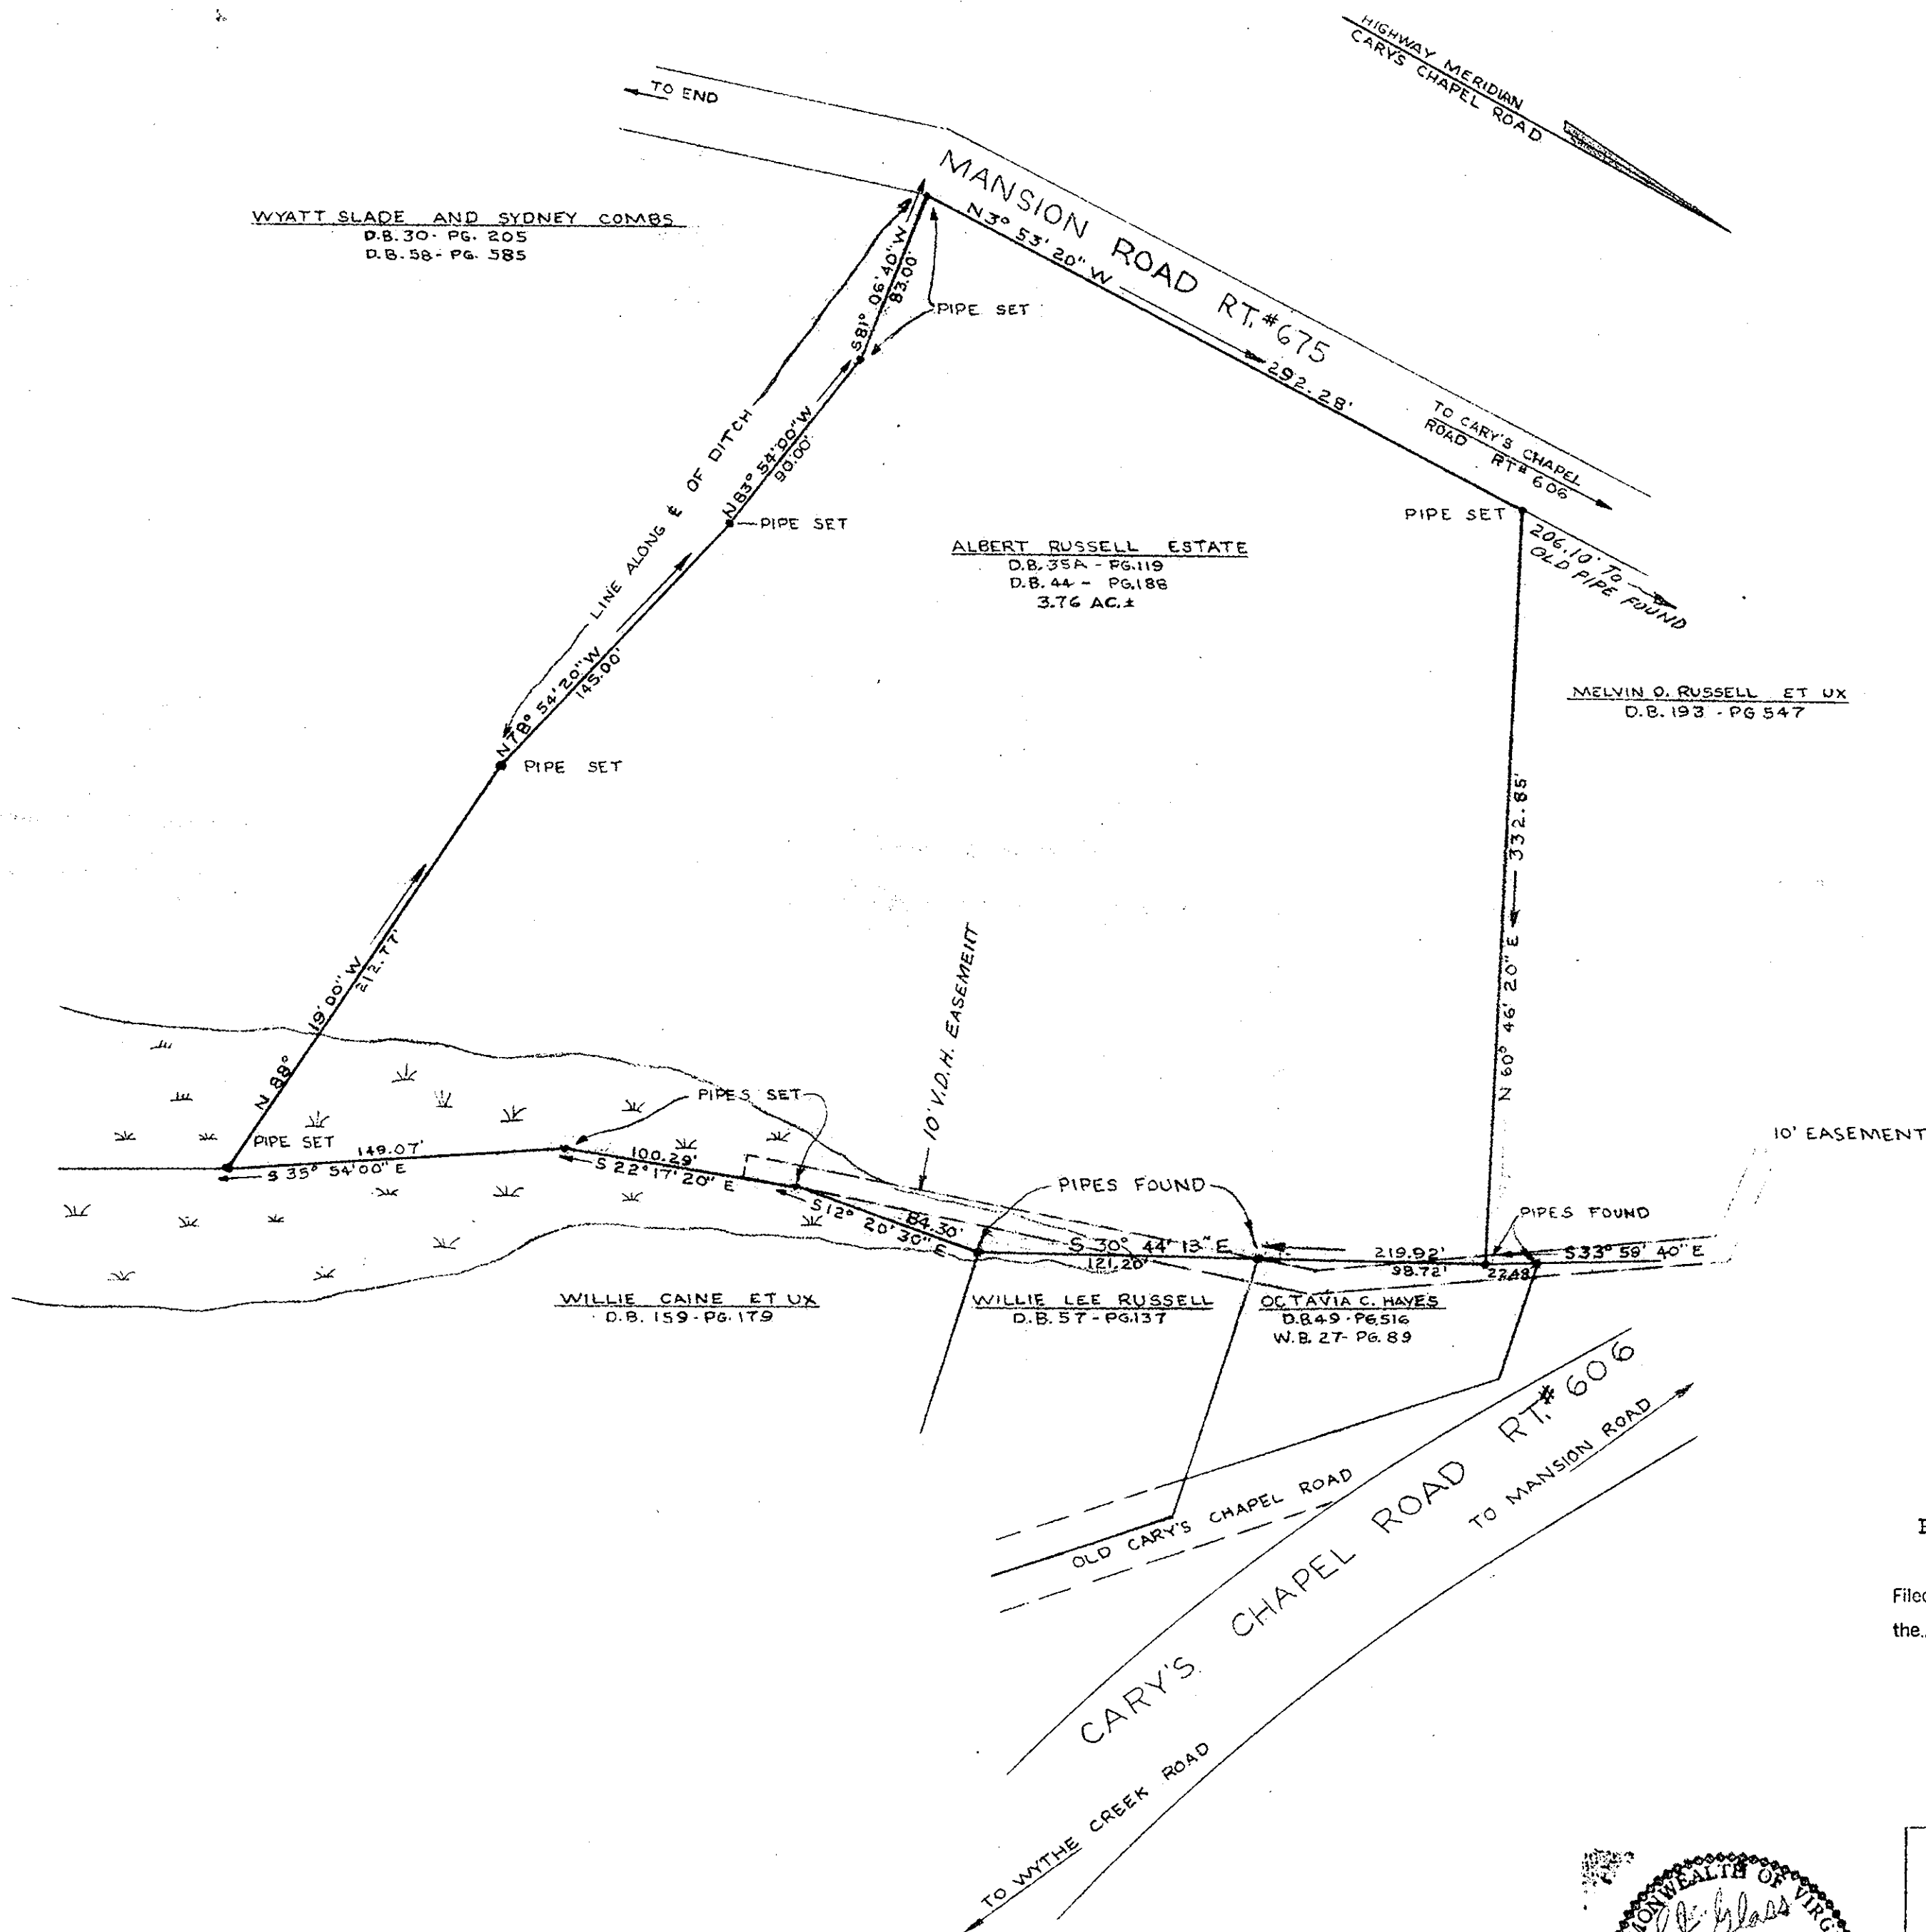 HIGHWAY MERIDIAN
CARY'S CHAPEL ROAD
TO END
MANSION ROAD RT.#675
WYATT SLADE AND SYDNEY COMBS
D.B.30- PG. 205
D.B.58- PG. 585
N 3° 53' 20" W
292.28'
S 81° 06' 40" W
83.00'
PIPE SET
LINE ALONG ℄ OF DITCH
N 83° 54' 00" W
90.00'
PIPE SET
TO CARY'S CHAPEL
ROAD RT# 606
PIPE SET
206.10' TO
OLD PIPE FOUND
ALBERT RUSSELL ESTATE
D.B.35A - PG.119
D.B.44 - PG.188
3.76 AC.±
N 78° 54' 20" W
145.00'
PIPE SET
MELVIN O. RUSSELL ET UX
D.B. 193 - PG 547
N 60° 46' 20" E 332.85'
N 88° 19' 00" W
212.77'
10' V.D.H. EASEMENT
PIPES SET
PIPE SET
149.07'
S 35° 54' 00" E
100.29'
S 22° 17' 20" E
84.30'
S 12° 20' 30" E
PIPES FOUND
S 30° 44' 13" E
121.20'
219.92'
98.72'
22.48
PIPES FOUND
S 33° 59' 40" E
10' EASEMENT
WILLIE CAINE ET UX
D.B. 159 - PG. 179
WILLIE LEE RUSSELL
D.B. 57 - PG.137
OCTAVIA C. HAYES
D.B.49 - PG.516
W.B. 27- PG. 89
OLD CARY'S CHAPEL ROAD
CARY'S CHAPEL ROAD RT.# 606
TO MANSION ROAD
TO WYTHE CREEK ROAD
the..